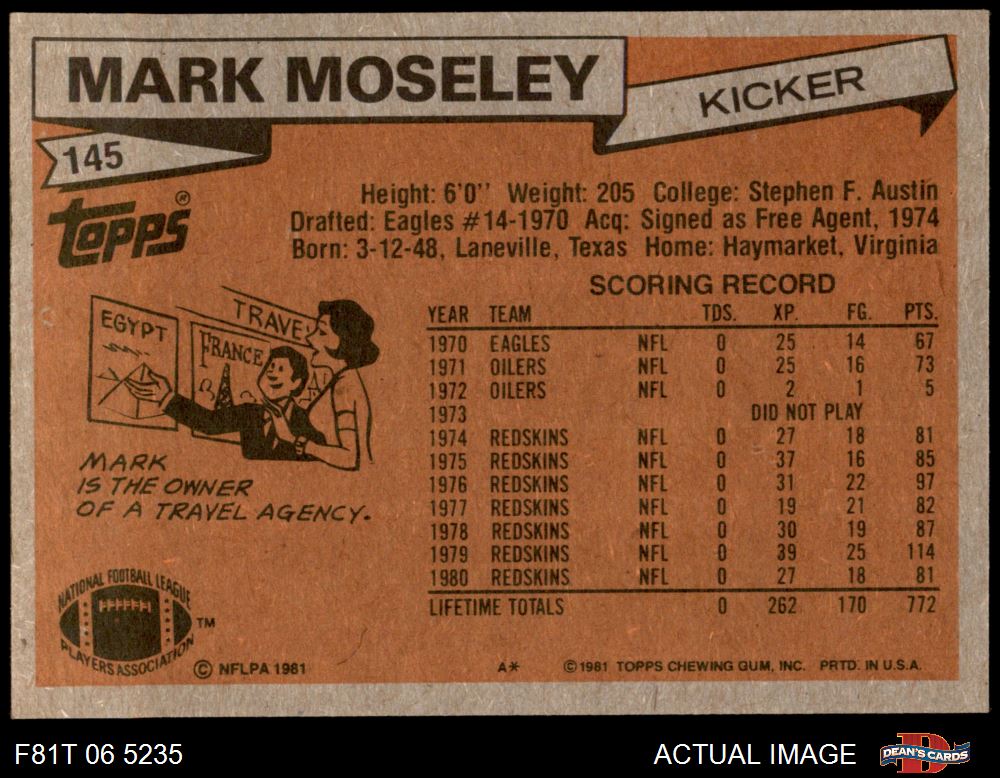 MARK MOSELEY
KICKER
145
Topps®
Height: 6'0'' Weight: 205 College: Stephen F. Austin
Drafted: Eagles #14-1970 Acq: Signed as Free Agent, 1974
Born: 3-12-48, Laneville, Texas Home: Haymarket, Virginia
SCORING RECORD
YEAR TEAM TDS. XP. FG. PTS.
1970 EAGLES NFL 0 25 14 67
1971 OILERS NFL 0 25 16 73
1972 OILERS NFL 0 2 1 5
1973 DID NOT PLAY
1974 REDSKINS NFL 0 27 18 81
1975 REDSKINS NFL 0 37 16 85
1976 REDSKINS NFL 0 31 22 97
1977 REDSKINS NFL 0 19 21 82
1978 REDSKINS NFL 0 30 19 87
1979 REDSKINS NFL 0 39 25 114
1980 REDSKINS NFL 0 27 18 81
LIFETIME TOTALS 0 262 170 772
TRAVE
EGYPT
FRANCE
MARK
IS THE OWNER
OF A TRAVEL AGENCY.
NATIONAL FOOTBALL LEAGUE
PLAYERS ASSOCIATION
TM
© NFLPA 1981
A* © 1981 TOPPS CHEWING GUM, INC. PRTD. IN U.S.A.
F81T 06 5235
ACTUAL IMAGE
DEAN'S CARDS